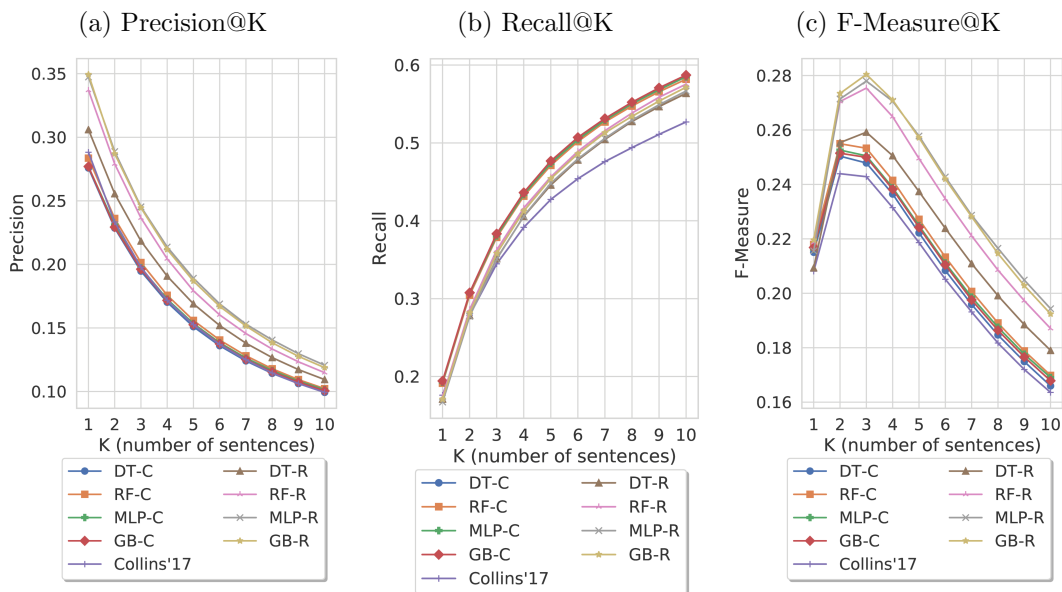 (a) Precision@K
(b) Recall@K
(c) F-Measure@K
Precision
0.35
0.30
0.25
0.20
0.15
0.10
1 2 3 4 5 6 7 8 9 10
K (number of sentences)
DT-C
RF-C
MLP-C
GB-C
Collins'17
DT-R
RF-R
MLP-R
GB-R
Recall
0.6
0.5
0.4
0.3
0.2
1 2 3 4 5 6 7 8 9 10
K (number of sentences)
DT-C
RF-C
MLP-C
GB-C
Collins'17
DT-R
RF-R
MLP-R
GB-R
F-Measure
0.28
0.26
0.24
0.22
0.20
0.18
0.16
1 2 3 4 5 6 7 8 9 10
K (number of sentences)
DT-C
RF-C
MLP-C
GB-C
Collins'17
DT-R
RF-R
MLP-R
GB-R